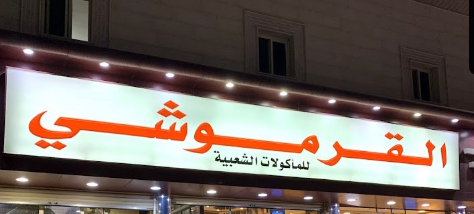 القرموشي
للمأكولات الشعبية